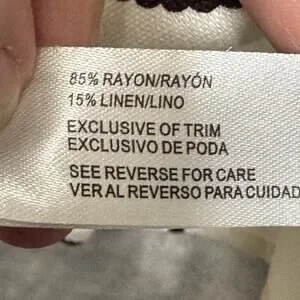 85% RAYON/RAYÓN
15% LINEN/LINO
EXCLUSIVE OF TRIM
EXCLUSIVO DE PODA
SEE REVERSE FOR CARE
VER AL REVERSO PARA CUIDAD